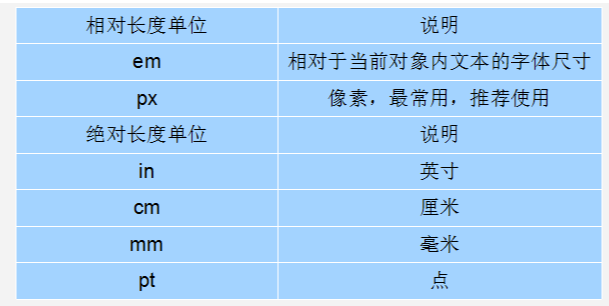 相对长度单位 说明
em 相对于当前对象内文本的字体尺寸
px 像素，最常用，推荐使用
绝对长度单位 说明
in 英寸
cm 厘米
mm 毫米
pt 点